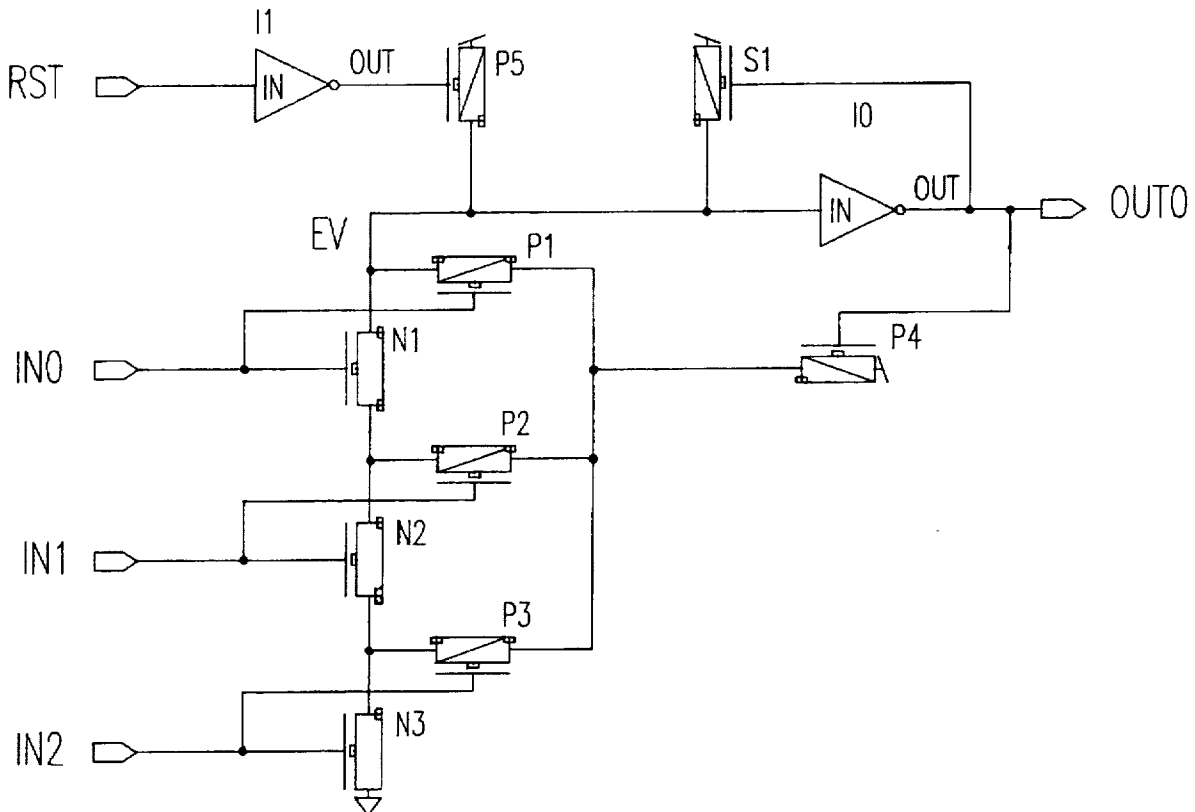 I1
RST
IN
OUT
P5
S1
I0
IN
OUT
OUT0
EV
P1
IN0
N1
P4
P2
IN1
N2
P3
IN2
N3